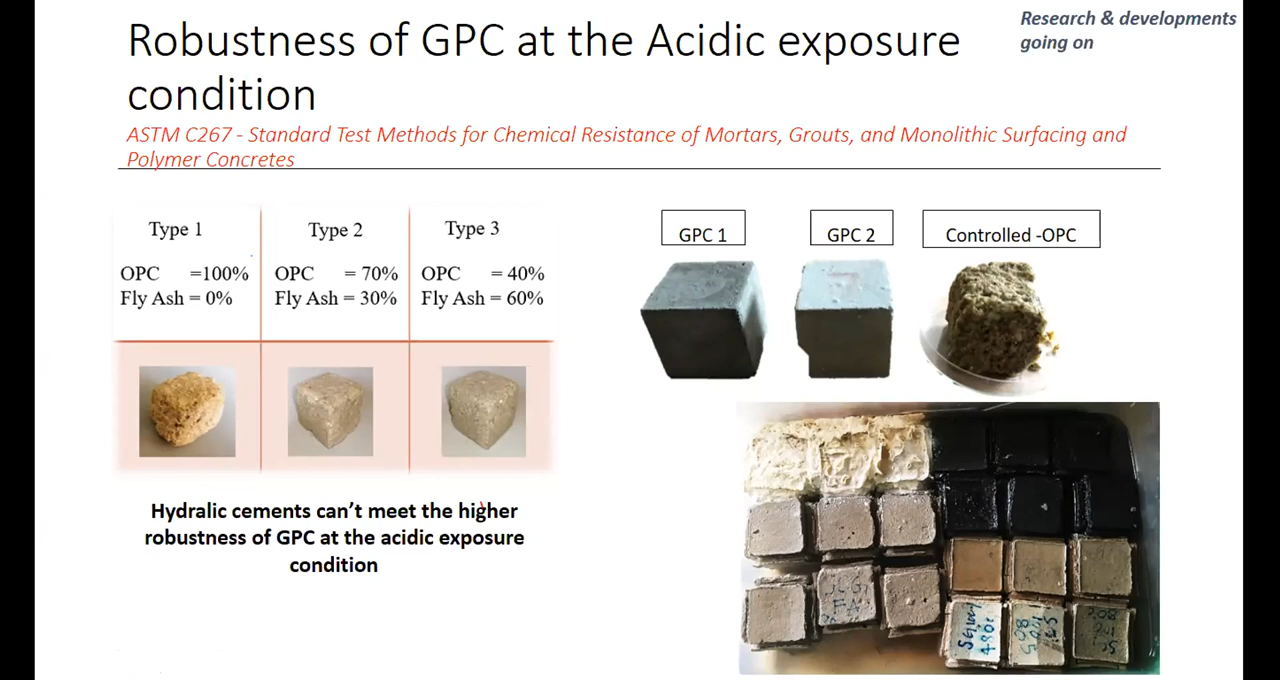 Robustness of GPC at the Acidic exposure
condition
Research & developments
going on
ASTM C267 - Standard Test Methods for Chemical Resistance of Mortars, Grouts, and Monolithic Surfacing and
Polymer Concretes
Type 1
OPC =100%
Fly Ash = 0%
Type 2
OPC = 70%
Fly Ash = 30%
Type 3
OPC = 40%
Fly Ash = 60%
Hydralic cements can't meet the higher
robustness of GPC at the acidic exposure
condition
GPC 1
GPC 2
Controlled -OPC